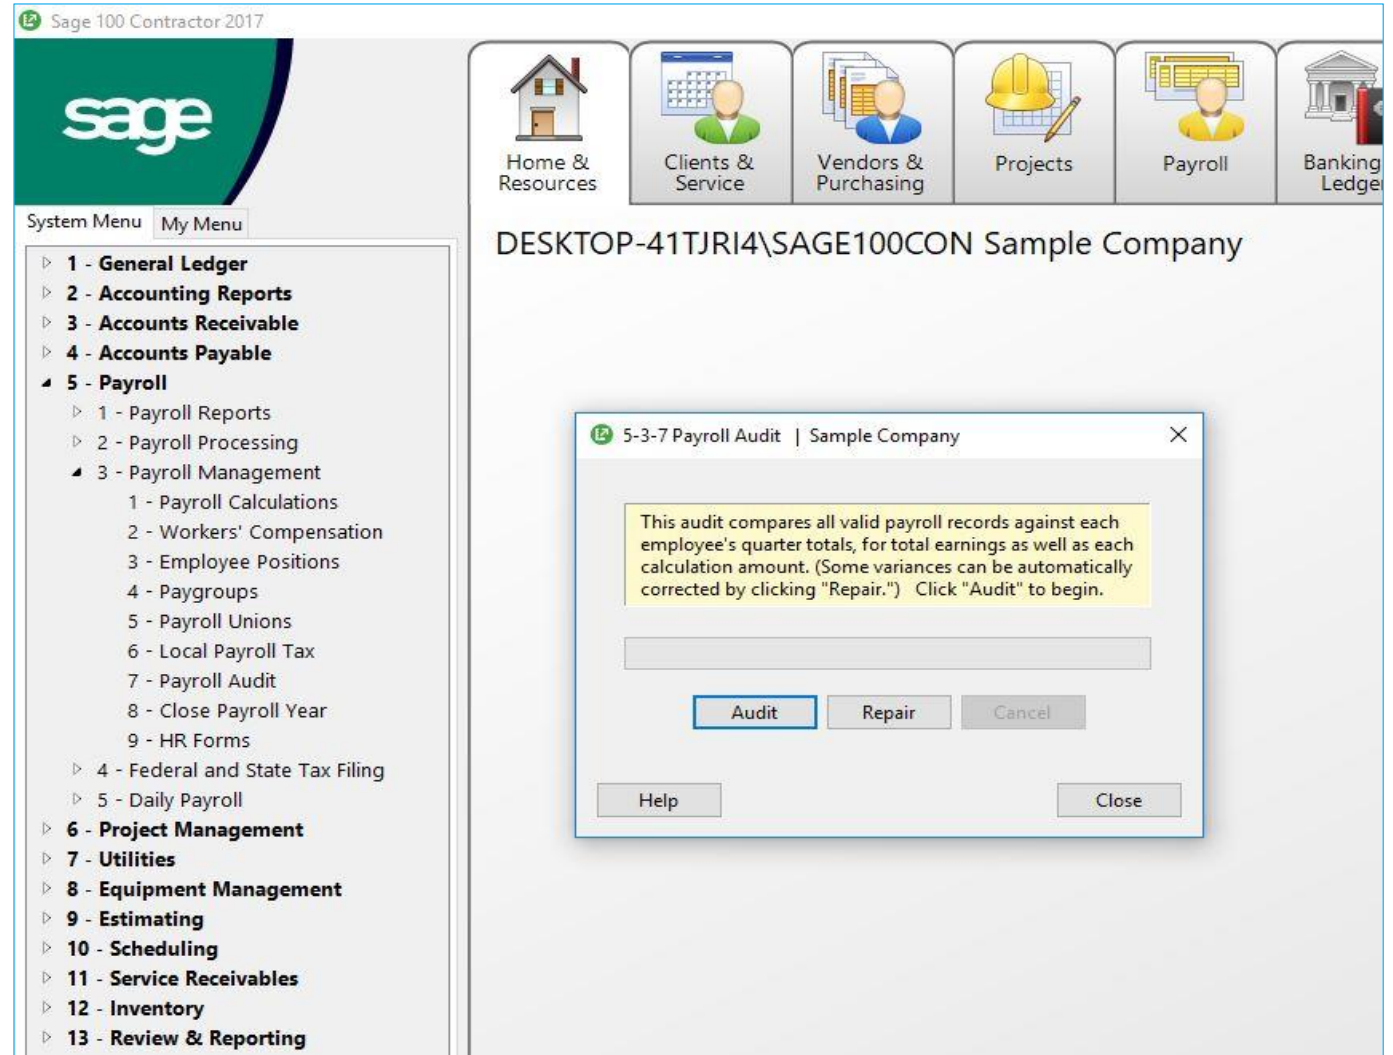 Sage 100 Contractor 2017
sage
Home &
Resources
Clients &
Service
Vendors &
Purchasing
Projects
Payroll
Banking
Ledge
System Menu
My Menu
DESKTOP-41TJRI4\SAGE100CON Sample Company
1 - General Ledger
2 - Accounting Reports
3 - Accounts Receivable
4 - Accounts Payable
5 - Payroll
1 - Payroll Reports
2 - Payroll Processing
3 - Payroll Management
1 - Payroll Calculations
2 - Workers' Compensation
3 - Employee Positions
4 - Paygroups
5 - Payroll Unions
6 - Local Payroll Tax
7 - Payroll Audit
8 - Close Payroll Year
9 - HR Forms
4 - Federal and State Tax Filing
5 - Daily Payroll
6 - Project Management
7 - Utilities
8 - Equipment Management
9 - Estimating
10 - Scheduling
11 - Service Receivables
12 - Inventory
13 - Review & Reporting
5-3-7 Payroll Audit | Sample Company
This audit compares all valid payroll records against each
employee's quarter totals, for total earnings as well as each
calculation amount. (Some variances can be automatically
corrected by clicking "Repair.") Click "Audit" to begin.
Audit
Repair
Cancel
Help
Close